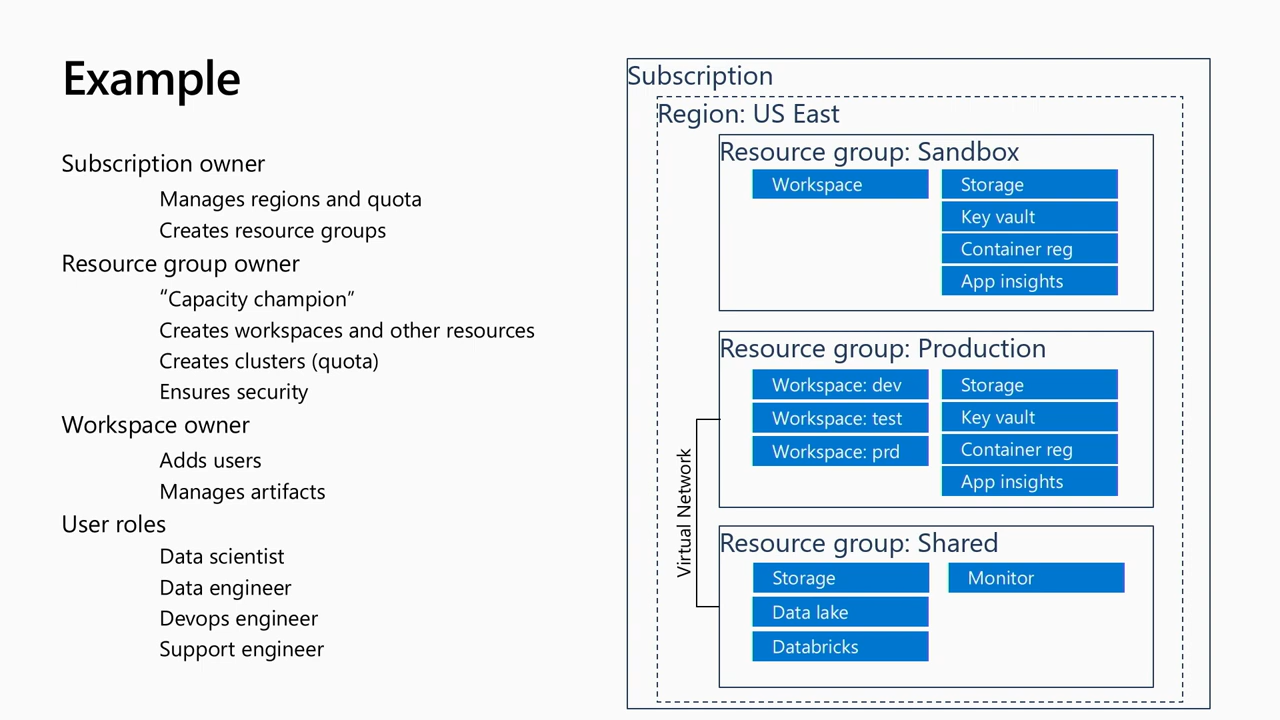 Example
Subscription owner
Manages regions and quota
Creates resource groups
Resource group owner
“Capacity champion”
Creates workspaces and other resources
Creates clusters (quota)
Ensures security
Workspace owner
Adds users
Manages artifacts
User roles
Data scientist
Data engineer
Devops engineer
Support engineer
Subscription
Region: US East
Resource group: Sandbox
Workspace
Storage
Key vault
Container reg
App insights
Resource group: Production
Workspace: dev
Workspace: test
Workspace: prd
Storage
Key vault
Container reg
App insights
Virtual Network
Resource group: Shared
Storage
Data lake
Databricks
Monitor